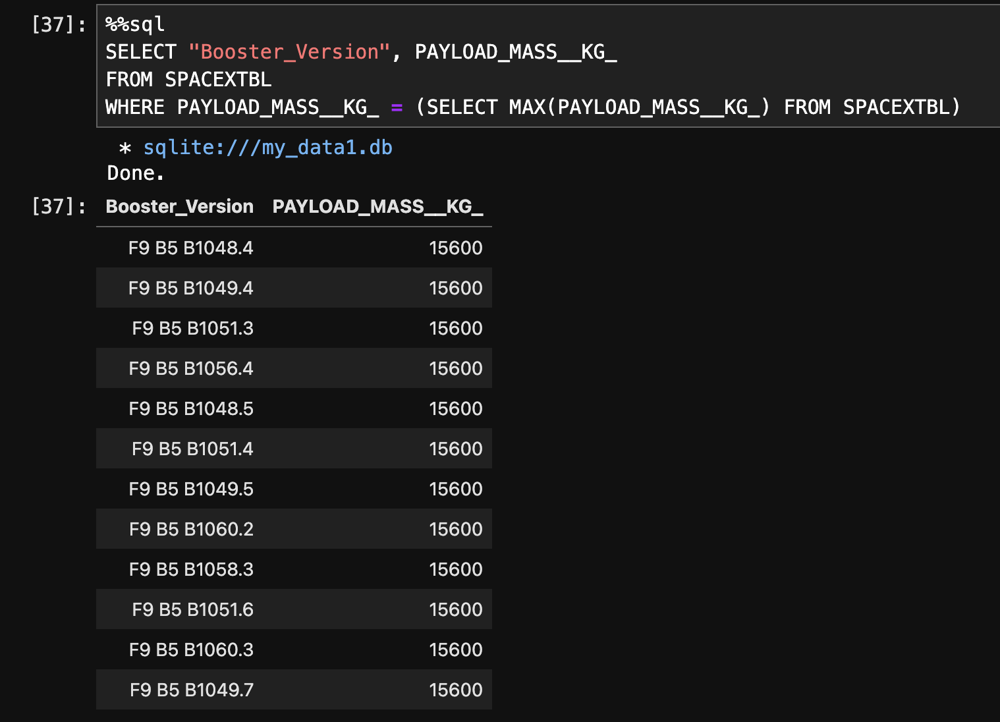 [37]: %%sql
SELECT "Booster_Version", PAYLOAD_MASS__KG_
FROM SPACEXTBL
WHERE PAYLOAD_MASS__KG_ = (SELECT MAX(PAYLOAD_MASS__KG_) FROM SPACEXTBL)
* sqlite:///my_data1.db
Done.
[37]: Booster_Version PAYLOAD_MASS__KG_
F9 B5 B1048.4 15600
F9 B5 B1049.4 15600
F9 B5 B1051.3 15600
F9 B5 B1056.4 15600
F9 B5 B1048.5 15600
F9 B5 B1051.4 15600
F9 B5 B1049.5 15600
F9 B5 B1060.2 15600
F9 B5 B1058.3 15600
F9 B5 B1051.6 15600
F9 B5 B1060.3 15600
F9 B5 B1049.7 15600